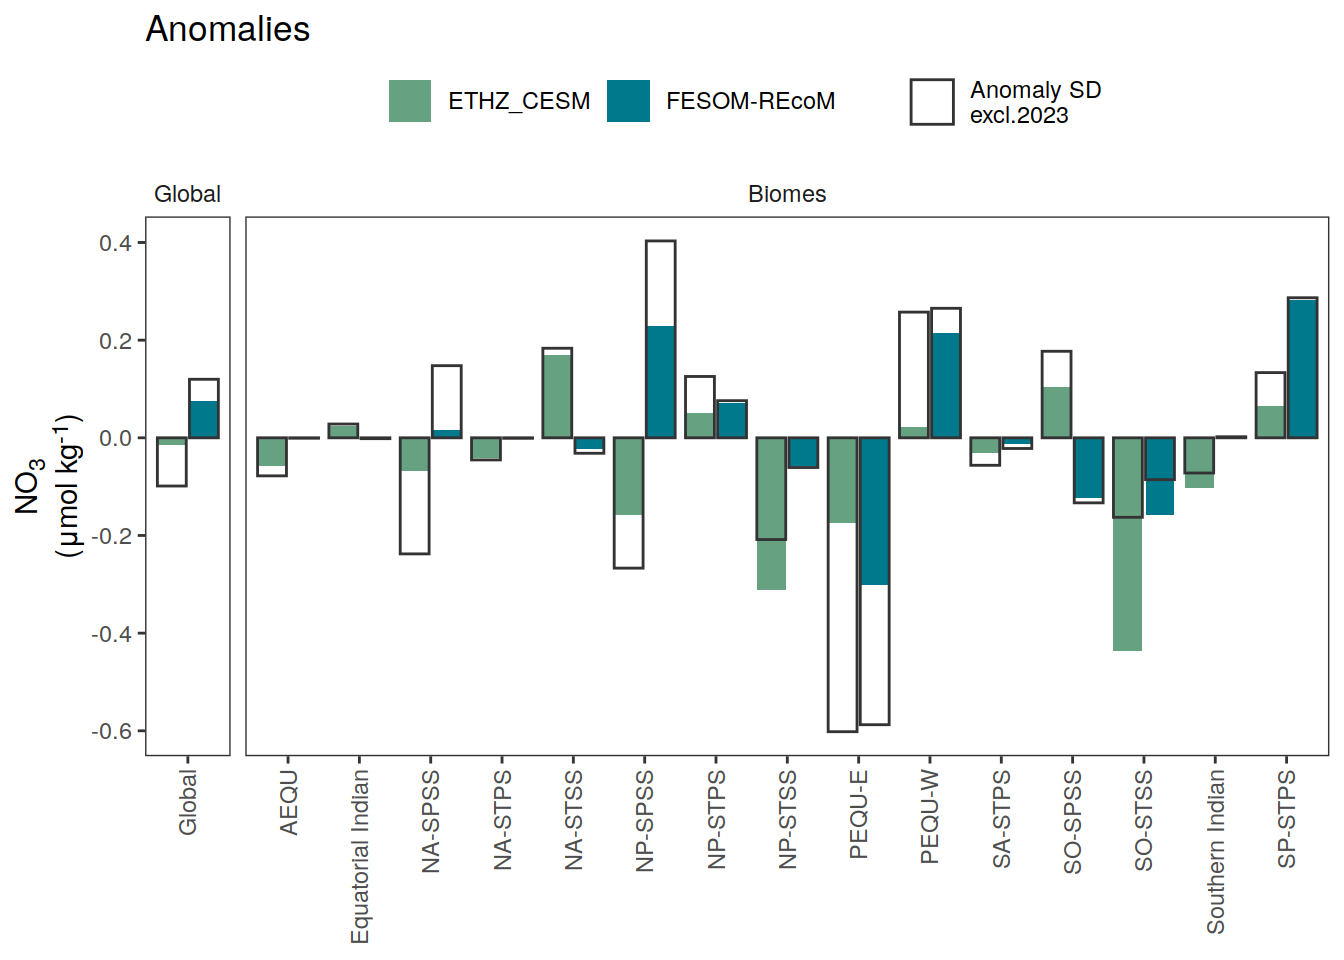 Anomalies
ETHZ_CESM
FESOM-REcoM
Anomaly SD
excl.2023
Global
Biomes
NO3
(μmol kg-1)
0.4
0.2
0.0
-0.2
-0.4
-0.6
Global
AEQU
Equatorial Indian
NA-SPSS
NA-STPS
NA-STSS
NP-SPSS
NP-STPS
NP-STSS
PEQU-E
PEQU-W
SA-STPS
SO-SPSS
SO-STSS
Southern Indian
SP-STPS